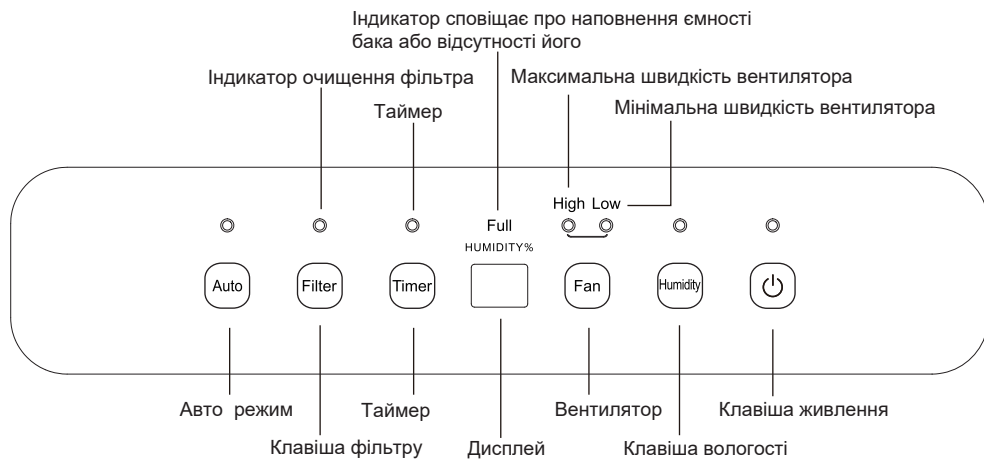 Індикатор сповіщає про наповнення ємності
бака або відсутності його
Індикатор очищення фільтра
Максимальна швидкість вентилятора
Таймер
Мінімальна швидкість вентилятора
High Low
Full
HUMIDITY%
Auto
Filter
Timer
Fan
Humidity
Авто режим
Таймер
Вентилятор
Клавіша живлення
Клавіша фільтру
Дисплей
Клавіша вологості